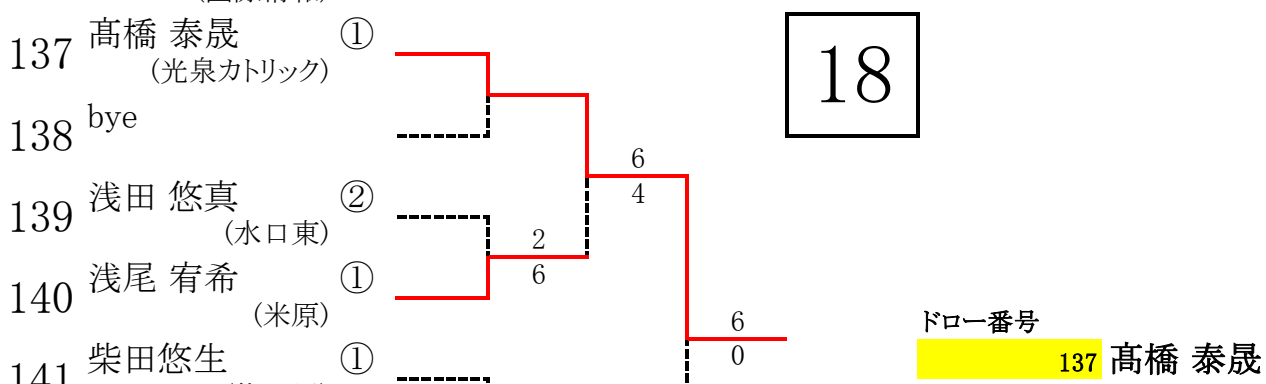 137 髙橋 泰晟 ①
(光泉カトリック)
18
138 bye
6
4
139 浅田 悠真 ②
(水口東)
2
6
140 浅尾 宥希 ①
(米原)
6
0
ドロー番号
137 髙橋 泰晟
141 柴田悠生 ①